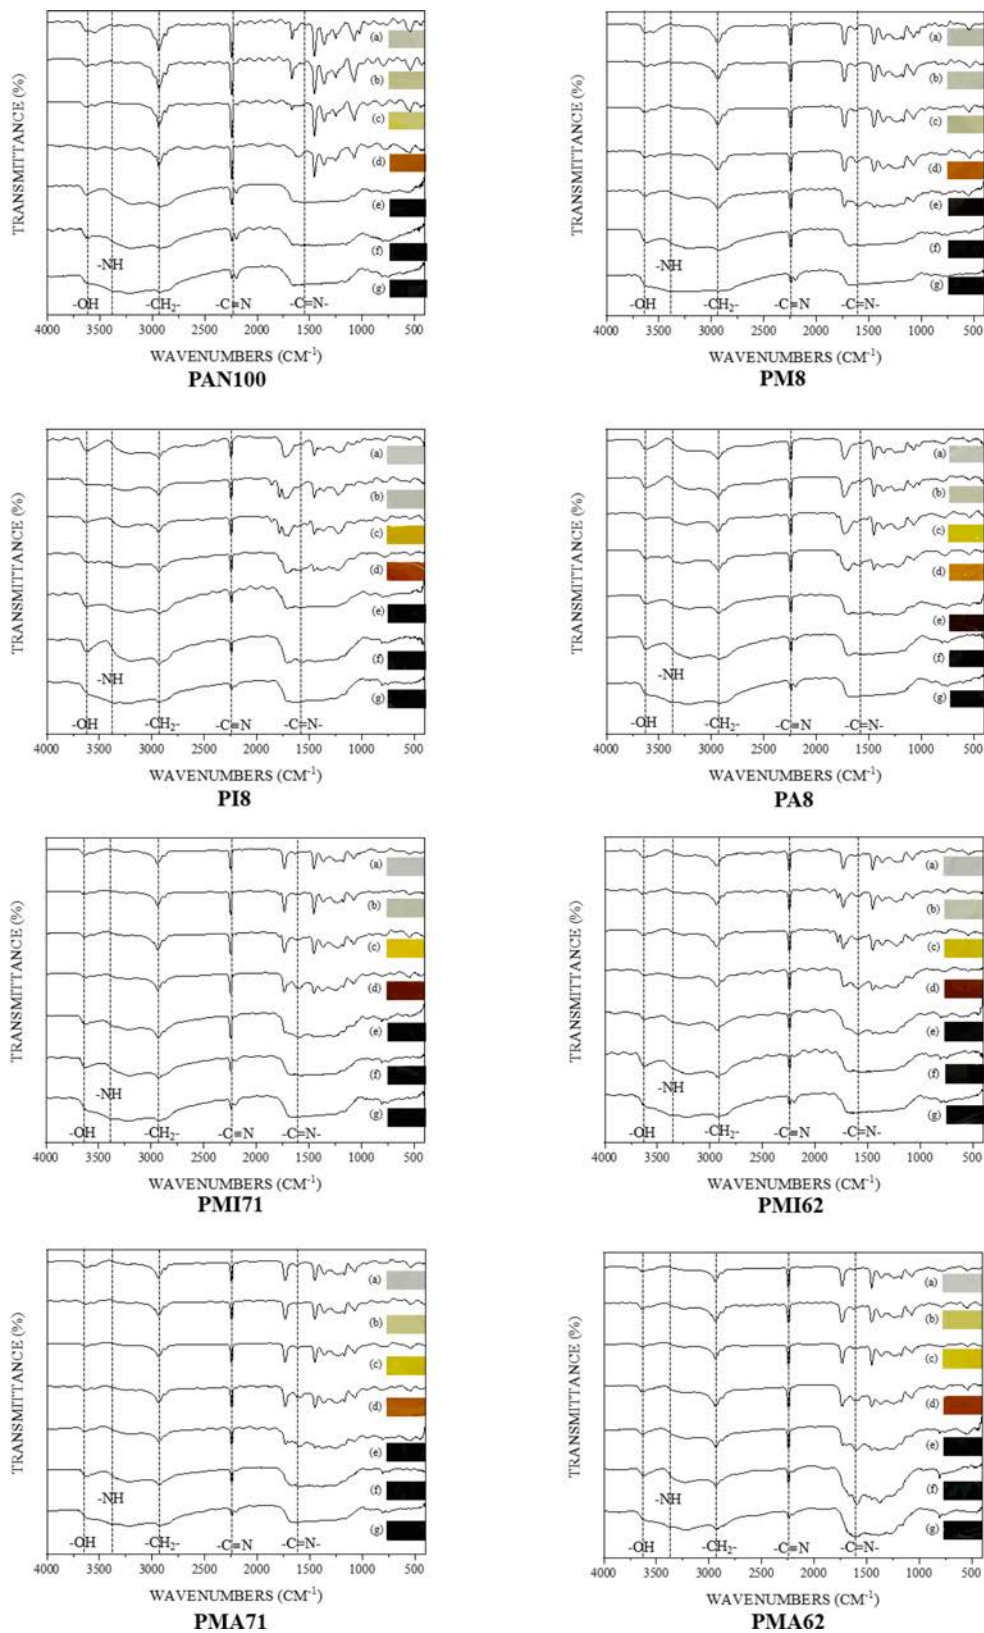 TRANSMITTANCE (%)
(a)
(b)
(c)
(d)
(e)
(f)
(g)
-OH
-NH
-CH₂-
-C≡N
-C=N-
4000 3500 3000 2500 2000 1500 1000 500
WAVENUMBERS (CM⁻¹)
PAN100
TRANSMITTANCE (%)
(a)
(b)
(c)
(d)
(e)
(f)
(g)
-OH
-NH
-CH₂-
-C≡N
-C=N-
4000 3500 3000 2500 2000 1500 1000 500
WAVENUMBERS (CM⁻¹)
PM8
TRANSMITTANCE (%)
(a)
(b)
(c)
(d)
(e)
(f)
(g)
-NH
-OH
-CH₂-
-C≡N
-C=N-
4000 3500 3000 2500 2000 1500 1000 500
WAVENUMBERS (CM⁻¹)
PI8
TRANSMITTANCE (%)
(a)
(b)
(c)
(d)
(e)
(f)
(g)
-NH
-OH
-CH₂-
-C≡N
-C=N-
4000 3500 3000 2500 2000 1500 1000 500
WAVENUMBERS (CM⁻¹)
PA8
TRANSMITTANCE (%)
(a)
(b)
(c)
(d)
(e)
(f)
(g)
-NH
-OH
-CH₂-
-C≡N
-C=N-
4000 3500 3000 2500 2000 1500 1000 500
WAVENUMBERS (CM⁻¹)
PMI71
TRANSMITTANCE (%)
(a)
(b)
(c)
(d)
(e)
(f)
(g)
-NH
-OH
-CH₂-
-C≡N
-C=N-
4000 3500 3000 2500 2000 1500 1000 500
WAVENUMBERS (CM⁻¹)
PMI62
TRANSMITTANCE (%)
(a)
(b)
(c)
(d)
(e)
(f)
(g)
-NH
-OH
-CH₂-
-C≡N
-C=N-
4000 3500 3000 2500 2000 1500 1000 500
WAVENUMBERS (CM⁻¹)
PMA71
TRANSMITTANCE (%)
(a)
(b)
(c)
(d)
(e)
(f)
(g)
-NH
-OH
-CH₂-
-C≡N
-C=N-
4000 3500 3000 2500 2000 1500 1000 500
WAVENUMBERS (CM⁻¹)
PMA62